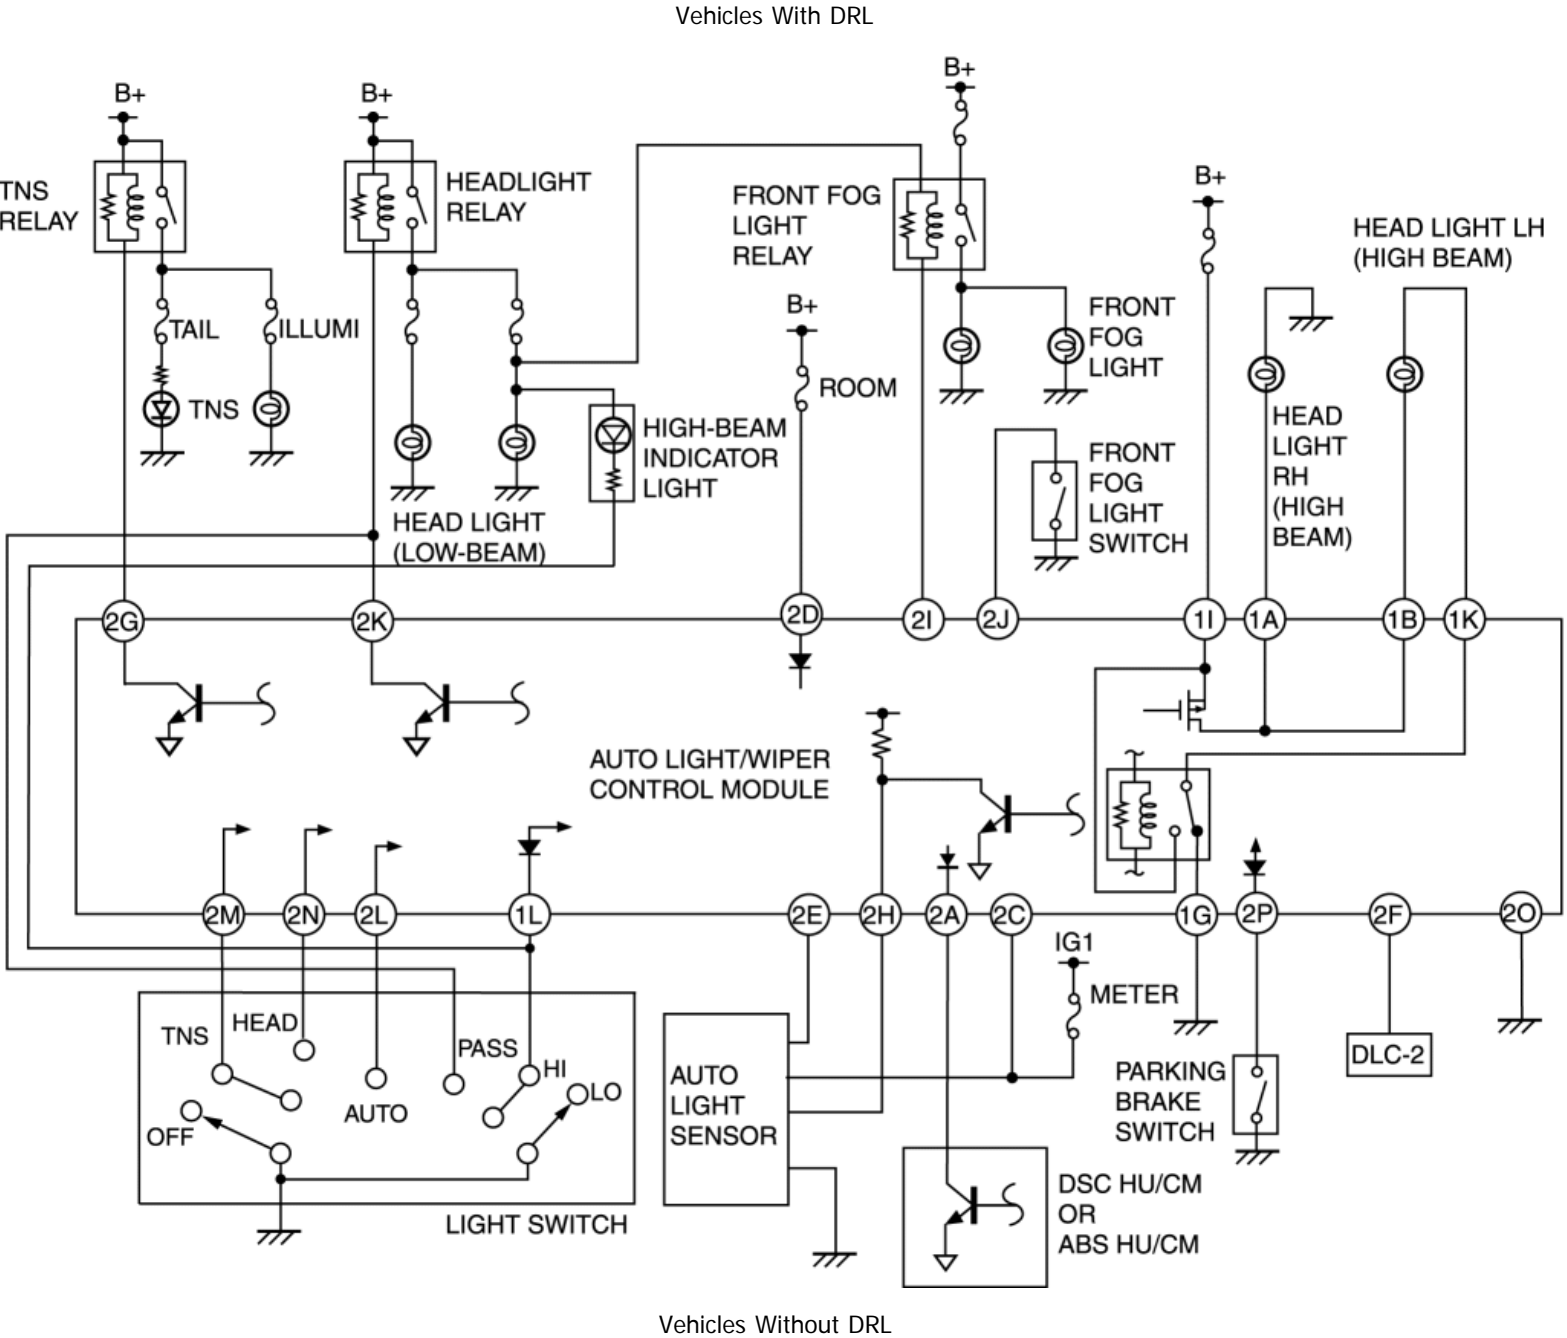 Vehicles With DRL
B+
B+
B+
TNS
RELAY
HEADLIGHT
RELAY
FRONT FOG
LIGHT
RELAY
B+
HEAD LIGHT LH
(HIGH BEAM)
TAIL
ILLUMI
B+
ROOM
FRONT
FOG
LIGHT
TNS
HIGH-BEAM
INDICATOR
LIGHT
FRONT
FOG
LIGHT
SWITCH
HEAD
LIGHT
RH
(HIGH
BEAM)
HEAD LIGHT
(LOW-BEAM)
2G
2K
2D
2I
2J
1I
1A
1B
1K
AUTO LIGHT/WIPER
CONTROL MODULE
2M
2N
2L
1L
2E
2H
2A
2C
1G
2P
2F
2O
IG1
METER
TNS
HEAD
AUTO
PASS
HI
LO
OFF
LIGHT SWITCH
AUTO
LIGHT
SENSOR
PARKING
BRAKE
SWITCH
DLC-2
DSC HU/CM
OR
ABS HU/CM
Vehicles Without DRL